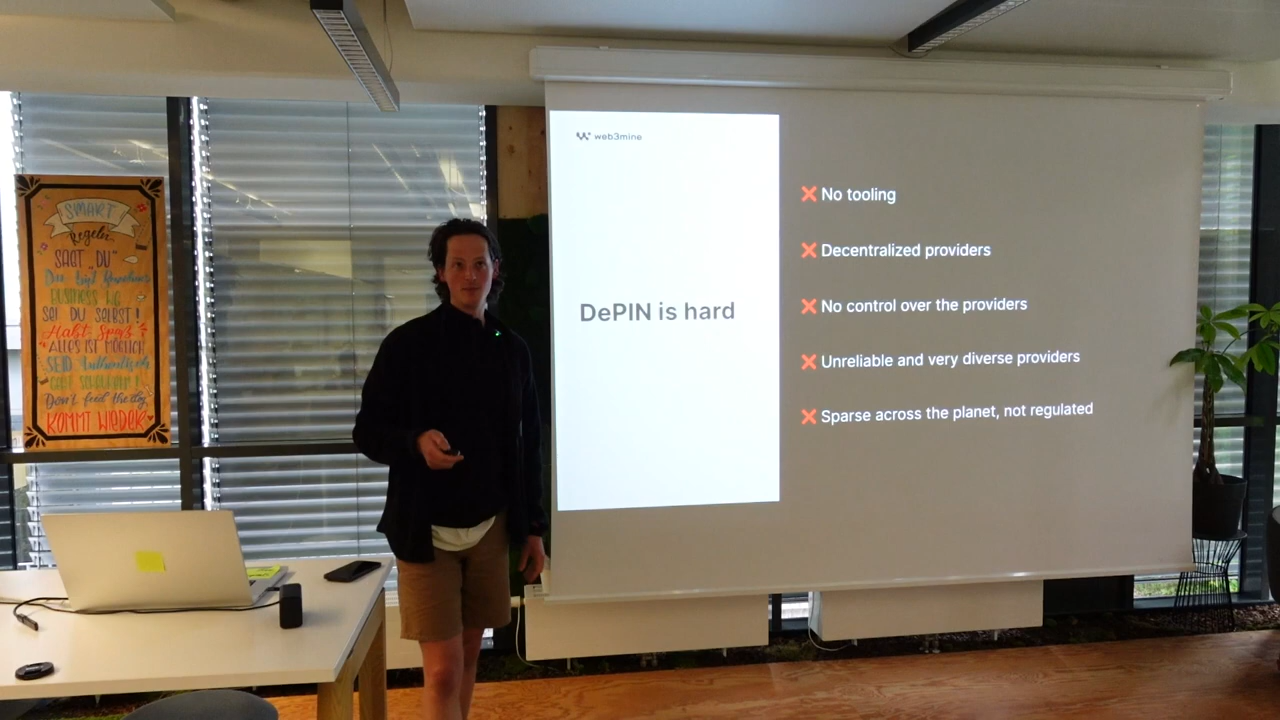 SMART
Regeln
SAGT "DU"
SEI DU SELBST!
Habt Spaß
"ALLES IST MÖGLICH
SEID Authentisch
Don't feed the dog
KOMMT WIEDER
web3mine
DePIN is hard
❌ No tooling
❌ Decentralized providers
❌ No control over the providers
❌ Unreliable and very diverse providers
❌ Sparse across the planet, not regulated